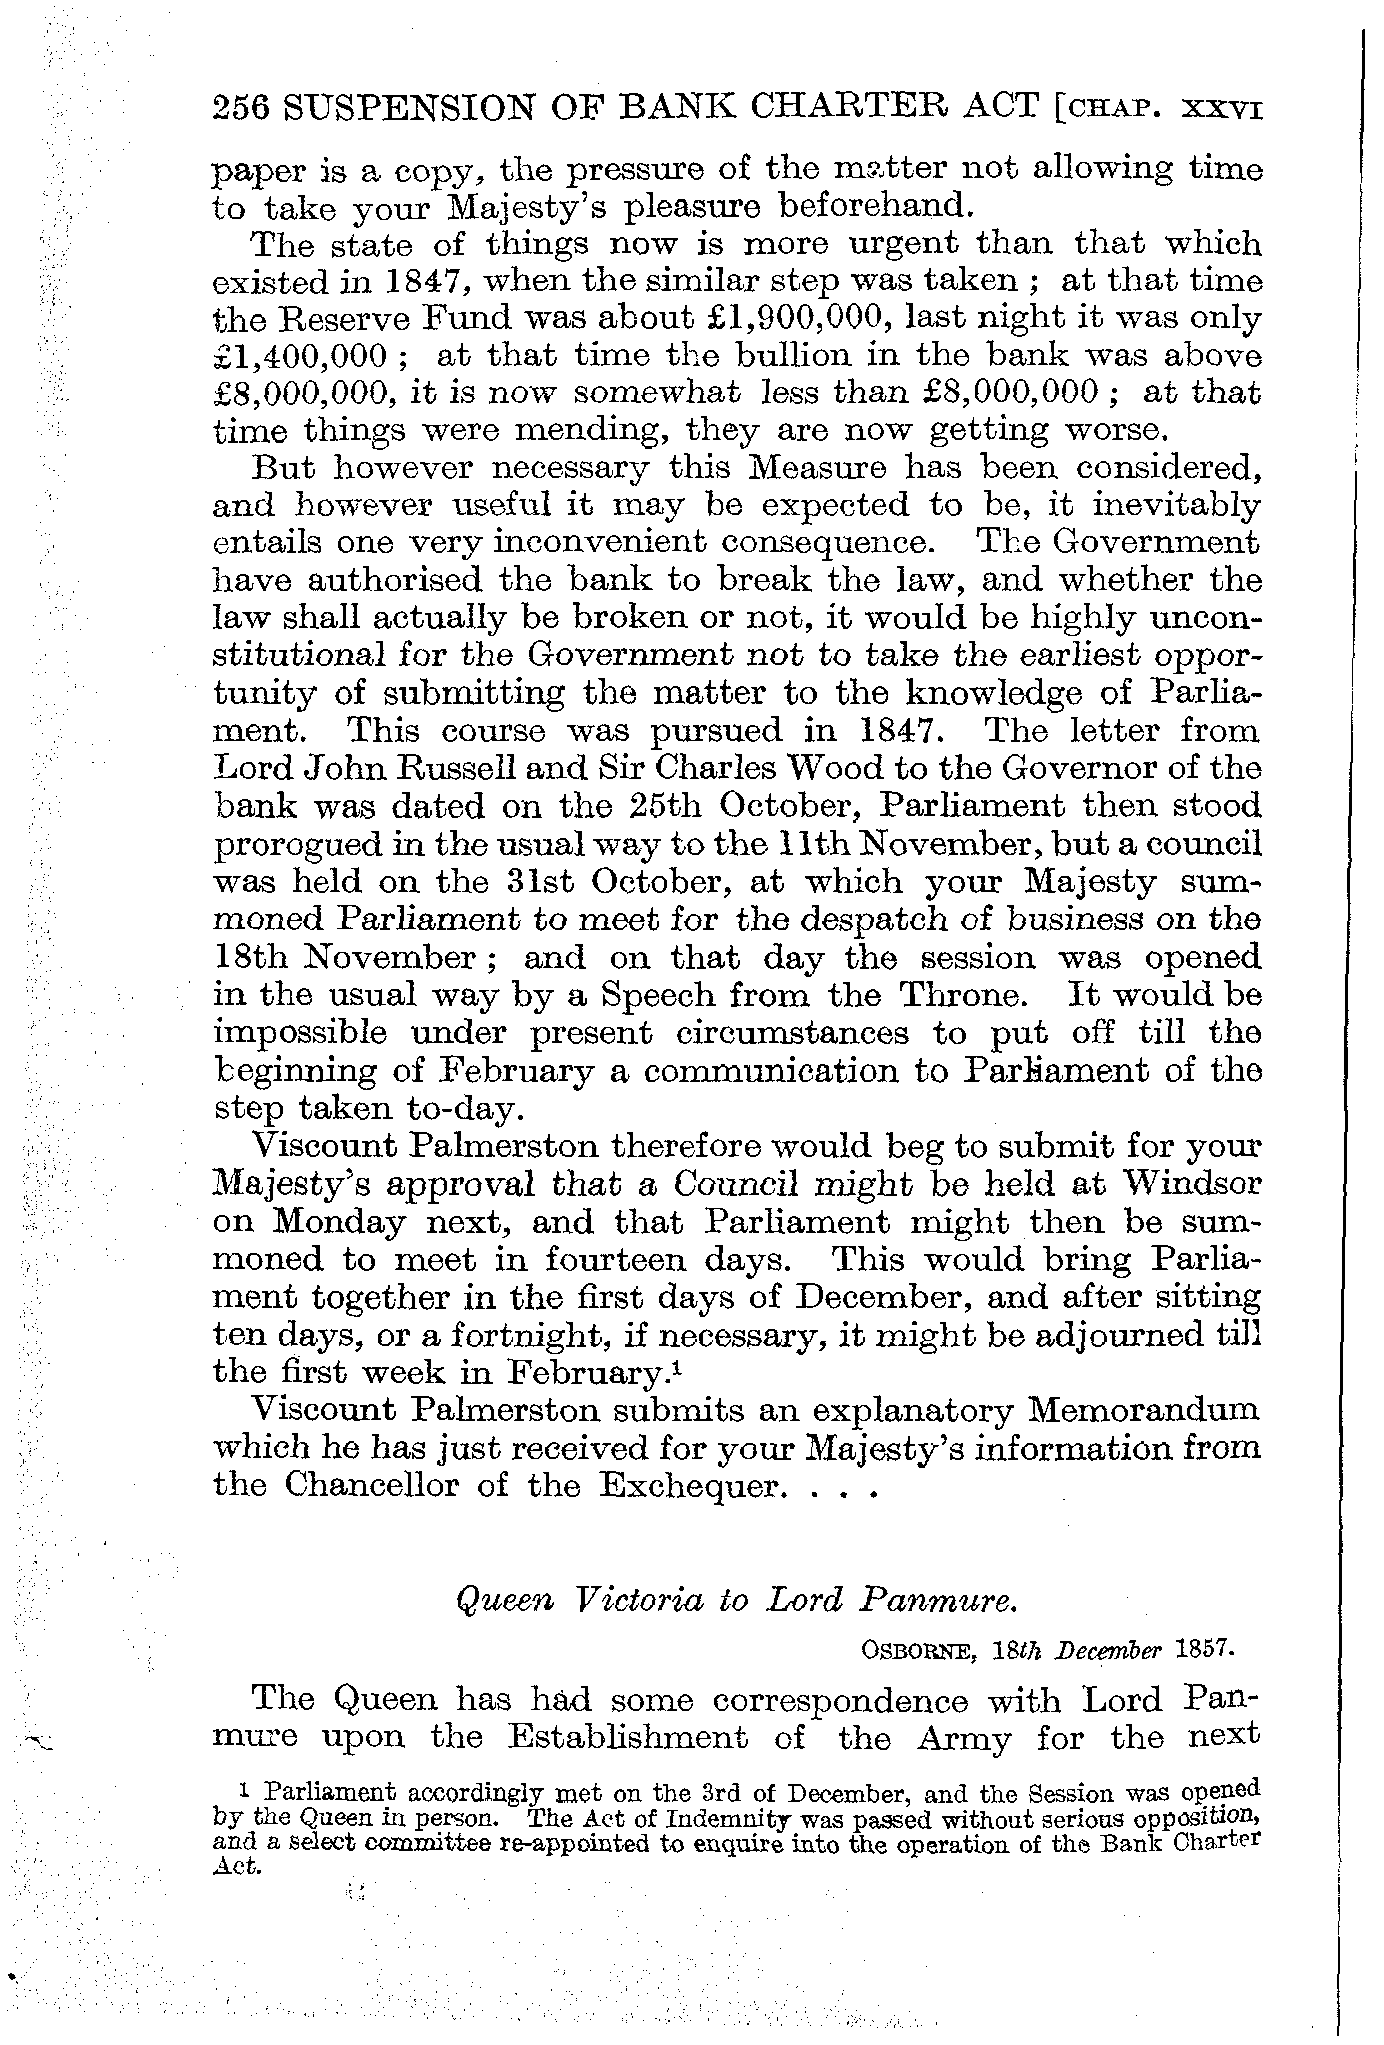 256 SUSPENSION OF BANK CHARTER ACT [CHAP. XXVI
paper is a copy, the pressure of the matter not allowing time
to take your Majesty's pleasure beforehand.
The state of things now is more urgent than that which
existed in 1847, when the similar step was taken ; at that time
the Reserve Fund was about £1,900,000, last night it was only
£1,400,000 ; at that time the bullion in the bank was above
£8,000,000, it is now somewhat less than £8,000,000 ; at that
time things were mending, they are now getting worse.
But however necessary this Measure has been considered,
and however useful it may be expected to be, it inevitably
entails one very inconvenient consequence. The Government
have authorised the bank to break the law, and whether the
law shall actually be broken or not, it would be highly uncon-
stitutional for the Government not to take the earliest oppor-
tunity of submitting the matter to the knowledge of Parlia-
ment. This course was pursued in 1847. The letter from
Lord John Russell and Sir Charles Wood to the Governor of the
bank was dated on the 25th October, Parliament then stood
prorogued in the usual way to the 11th November, but a council
was held on the 31st October, at which your Majesty sum-
moned Parliament to meet for the despatch of business on the
18th November ; and on that day the session was opened
in the usual way by a Speech from the Throne. It would be
impossible under present circumstances to put off till the
beginning of February a communication to Parliament of the
step taken to-day.
Viscount Palmerston therefore would beg to submit for your
Majesty's approval that a Council might be held at Windsor
on Monday next, and that Parliament might then be sum-
moned to meet in fourteen days. This would bring Parlia-
ment together in the first days of December, and after sitting
ten days, or a fortnight, if necessary, it might be adjourned till
the first week in February.¹
Viscount Palmerston submits an explanatory Memorandum
which he has just received for your Majesty's information from
the Chancellor of the Exchequer. . . .
Queen Victoria to Lord Panmure.
OSBORNE, 18th December 1857.
The Queen has had some correspondence with Lord Pan-
mure upon the Establishment of the Army for the next
1 Parliament accordingly met on the 3rd of December, and the Session was opened
by the Queen in person. The Act of Indemnity was passed without serious opposition,
and a select committee re-appointed to enquire into the operation of the Bank Charter
Act.